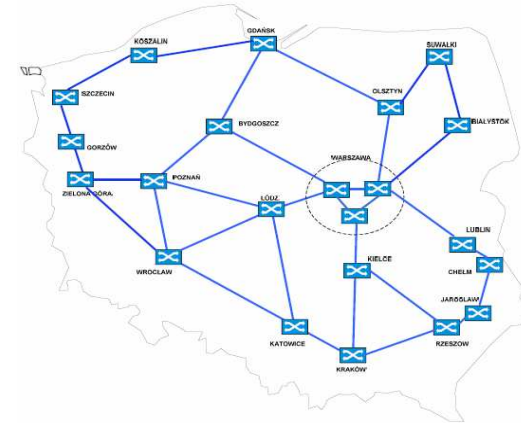 GDAŃSK
KOSZALIN
SUWAŁKI
OLSZTYN
SZCZECIN
BYDGOSZCZ
BIAŁYSTOK
GORZÓW
WARSZAWA
POZNAŃ
ZIELONA GÓRA
ŁÓDŹ
LUBLIN
WROCŁAW
KIELCE
CHEŁM
JAROSŁAW
KATOWICE
RZESZOW
KRAKÓW